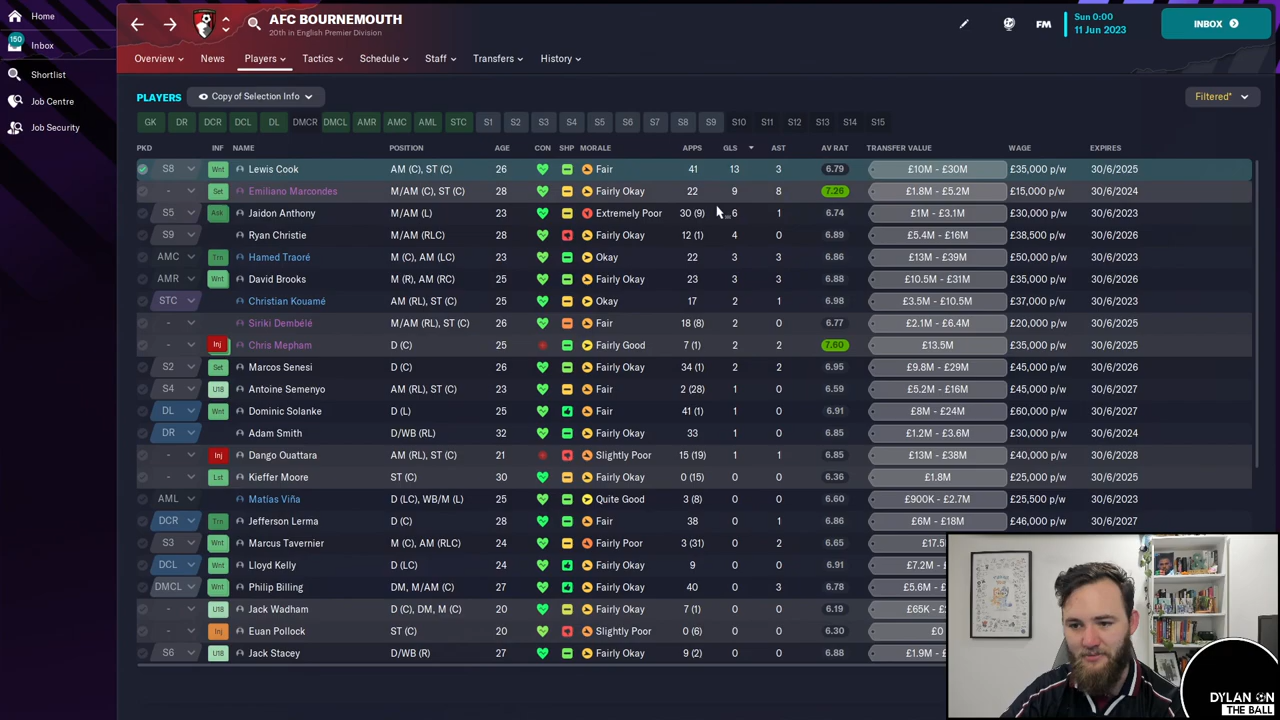 Home
AFC BOURNEMOUTH
20th in English Premier Division
FM
Sun 0:00
11 Jun 2023
INBOX
150
Inbox
Overview
News
Players
Tactics
Schedule
Staff
Transfers
History
Shortlist
Job Centre
Job Security
PLAYERS
Copy of Selection Info
Filtered*
GK DR DCR DCL DL DMCR DMCL AMR AMC AML STC S1 S2 S3 S4 S5 S6 S7 S8 S9 S10 S11 S12 S13 S14 S15
PKD INF NAME POSITION AGE CON SHP MORALE APPS GLS AST AV RAT TRANSFER VALUE WAGE EXPIRES
S8 Wnt Lewis Cook AM (C), ST (C) 26 Fair 41 13 3 6.79 £10M - £30M £35,000 p/w 30/6/2025
- Set Emiliano Marcondes M/AM (C), ST (C) 28 Fairly Okay 22 9 8 7.26 £1.8M - £5.2M £15,000 p/w 30/6/2024
S5 Ask Jaidon Anthony M/AM (L) 23 Extremely Poor 30 (9) 6 1 6.74 £1M - £3.1M £30,000 p/w 30/6/2025
S9 Ryan Christie M/AM (RLC) 28 Fairly Okay 12 (1) 4 1 6.89 £5.4M - £16M £38,500 p/w 30/6/2026
AMC Trn Hamed Traoré M (C), AM (LC) 23 Okay 22 3 3 6.86 £13M - £39M £50,000 p/w 30/6/2023
AMR Wnt David Brooks M (R), AM (RC) 25 Fairly Okay 23 3 3 6.88 £10.5M - £31M £35,000 p/w 30/6/2026
STC Christian Kouamé AM (RL), ST (C) 25 Okay 17 2 1 6.98 £3.5M - £10.5M £37,000 p/w 30/6/2023
- Siriki Dembélé M/AM (RL), ST (C) 26 Fair 18 (8) 2 0 6.77 £2.1M - £6.4M £20,000 p/w 30/6/2025
- Inj Chris Mepham D (C) 25 Fairly Good 7 (1) 2 2 7.60 £13.5M £35,000 p/w 30/6/2025
S2 Set Marcos Senesi D (C) 26 Fairly Okay 34 (1) 2 2 6.95 £9.8M - £29M £45,000 p/w 30/6/2026
S4 U18 Antoine Semenyo AM (RL), ST (C) 23 Fair 2 (28) 1 0 6.59 £5.2M - £16M £45,000 p/w 30/6/2027
DL Wnt Dominic Solanke D (L) 25 Fair 41 (1) 1 0 6.91 £8M - £24M £60,000 p/w 30/6/2027
DR Adam Smith D/WB (RL) 32 Fairly Okay 33 1 0 6.85 £1.2M - £3.6M £30,000 p/w 30/6/2024
- Inj Dango Ouattara AM (RL), ST (C) 21 Slightly Poor 15 (19) 1 1 6.85 £13M - £38M £40,000 p/w 30/6/2028
- Lst Kieffer Moore ST (C) 30 Fairly Okay 0 (15) 0 0 6.36 £1.8M £40,000 p/w 30/6/2025
AML Matías Viña D (LC), WB/M (L) 25 Quite Good 3 (8) 0 0 6.60 £900K - £2.7M £25,500 p/w 30/6/2023
DCR Trn Jefferson Lerma D (C) 28 Fair 38 0 1 6.86 £6M - £18M £46,000 p/w 30/6/2027
S3 Wnt Marcus Tavernier M (C), AM (RLC) 24 Fairly Poor 3 (31) 0 2 6.65 £17.5
DCL Wnt Lloyd Kelly D (LC) 24 Fairly Okay 9 0 0 6.91 £7.2M -
DMCL Wnt Philip Billing DM, M/AM (C) 27 Fairly Okay 40 0 3 6.78 £5.6M -
- U18 Jack Wadham D (C), DM, M (C) 20 Fairly Okay 7 (1) 0 0 6.19 £65K -
- Inj Euan Pollock ST (C) 20 Slightly Poor 0 (6) 0 0 6.30 £0
S6 U18 Jack Stacey D/WB (R) 27 Fairly Okay 9 (2) 0 0 6.88 £1.9M -
DYLAN ON
THE BALL